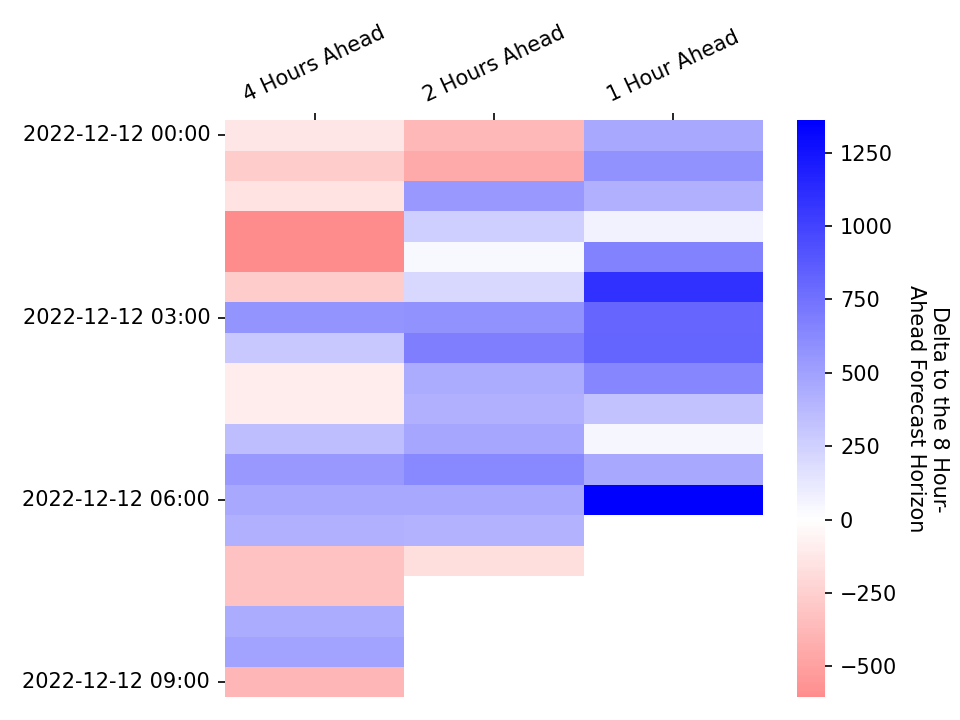 4 Hours Ahead
2 Hours Ahead
1 Hour Ahead
2022-12-12 00:00
2022-12-12 03:00
2022-12-12 06:00
2022-12-12 09:00
1250
1000
750
500
250
0
−250
−500
Delta to the 8 Hour-
Ahead Forecast Horizon